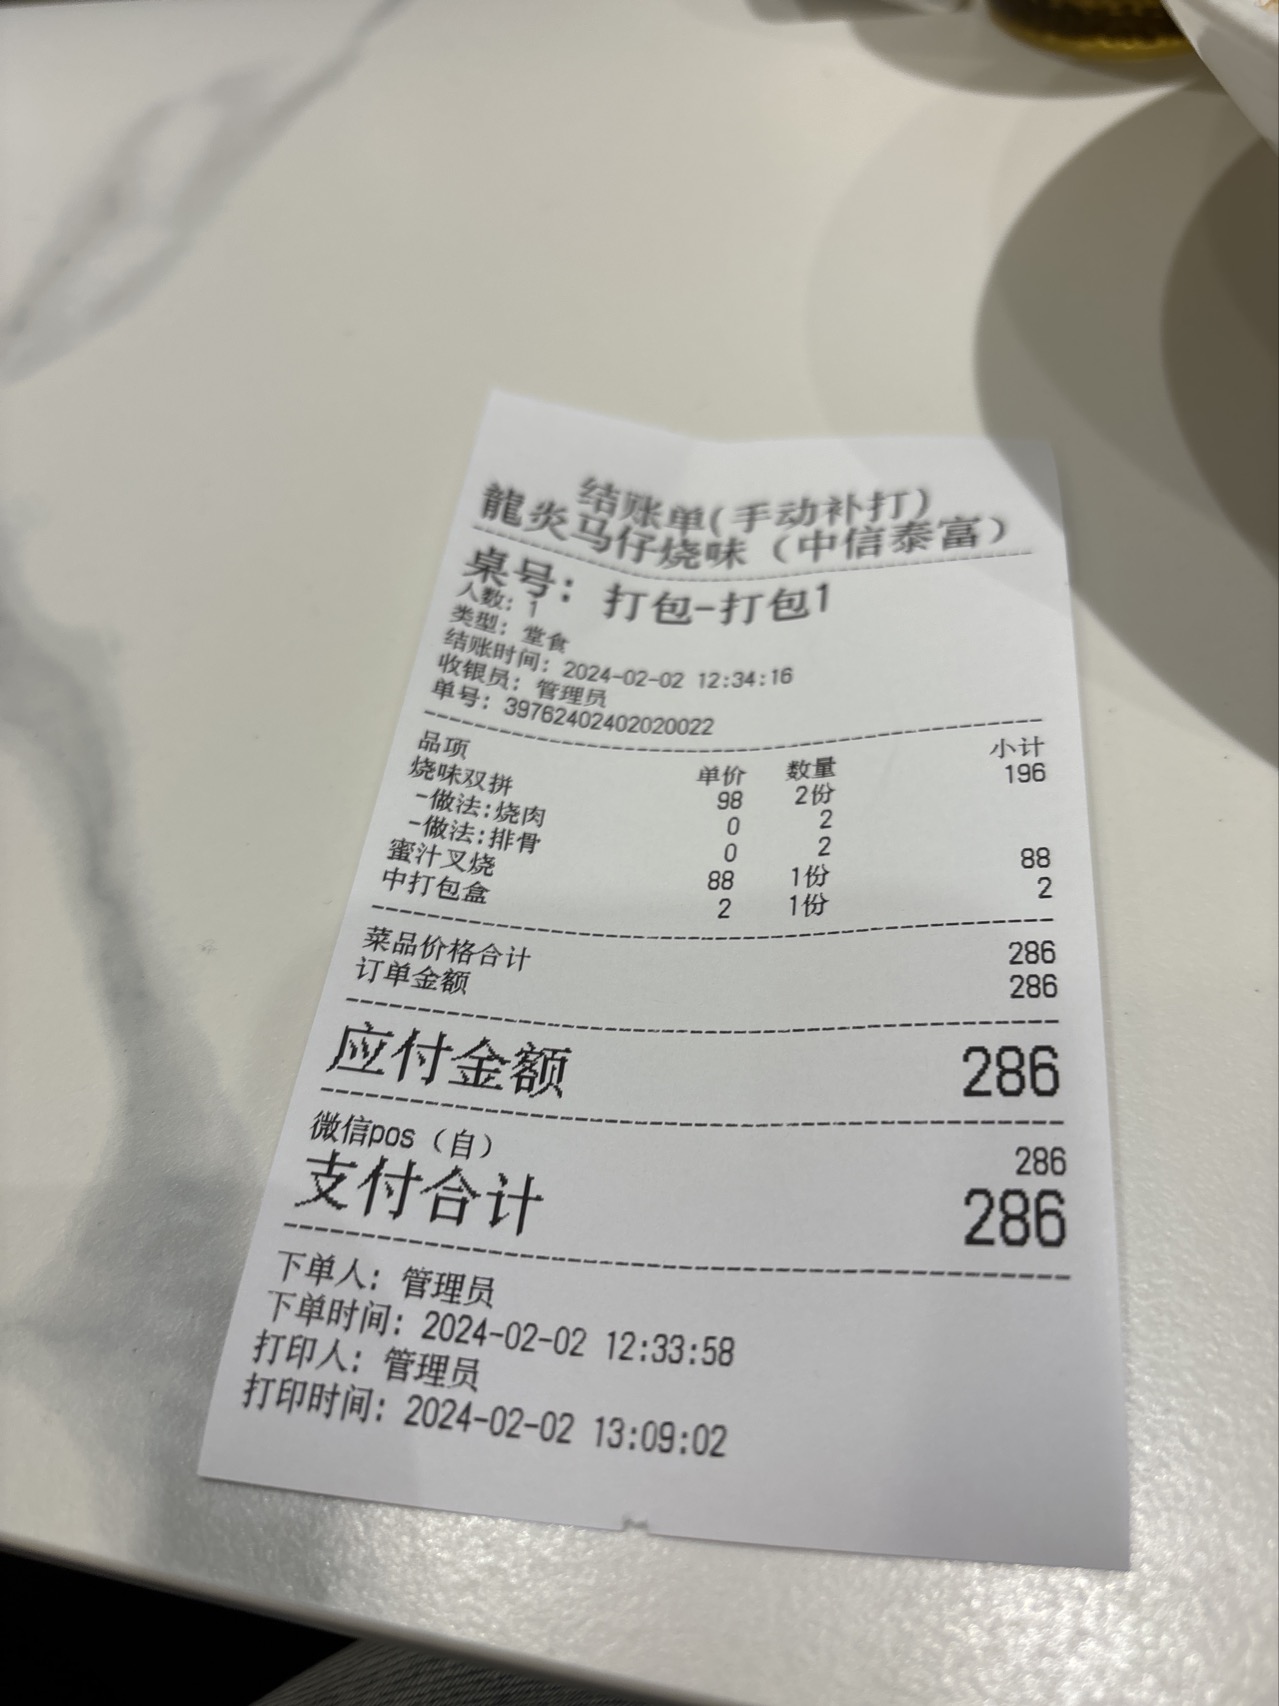 结账单(手动补打)
龍炎马仔烧味（中信泰富）
桌号: 打包-打包1
人数: 1
类型: 堂食
结账时间: 2024-02-02 12:34:16
收银员: 管理员
单号: 39762402402020022
品项 单价 数量 小计
烧味双拼 98 2份 196
-做法:烧肉 0 2
-做法:排骨 0 2
蜜汁叉烧 88 1份 88
中打包盒 2 1份 2
菜品价格合计 286
订单金额 286
应付金额 286
微信pos（自） 286
支付合计 286
下单人: 管理员
下单时间: 2024-02-02 12:33:58
打印人: 管理员
打印时间: 2024-02-02 13:09:02